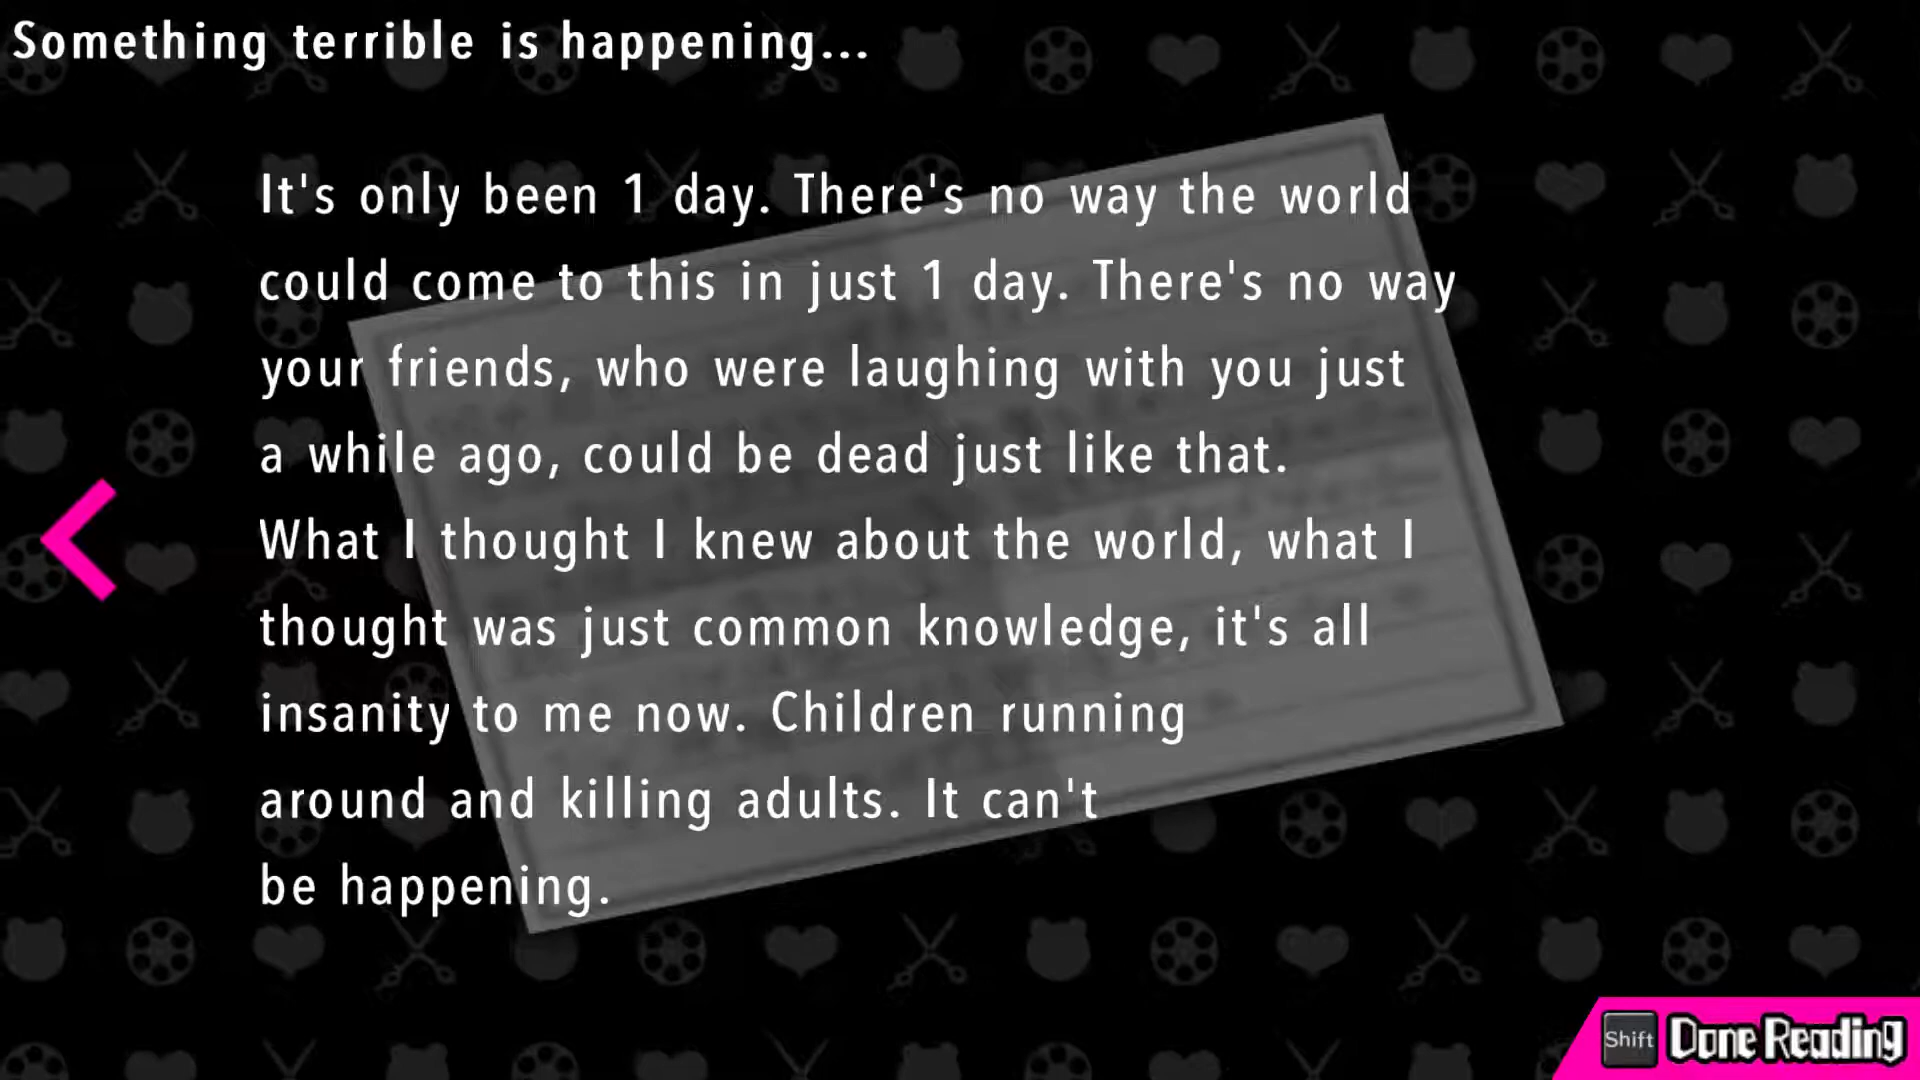 Something terrible is happening...
It's only been 1 day. There's no way the world
could come to this in just 1 day. There's no way
your friends, who were laughing with you just
a while ago, could be dead just like that.
What I thought I knew about the world, what I
thought was just common knowledge, it's all
insanity to me now. Children running
around and killing adults. It can't
be happening.
Shift Done Reading